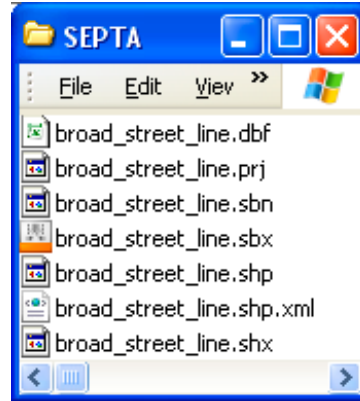 SEPTA
File Edit View »
broad_street_line.dbf
broad_street_line.prj
broad_street_line.sbn
broad_street_line.sbx
broad_street_line.shp
broad_street_line.shp.xml
broad_street_line.shx